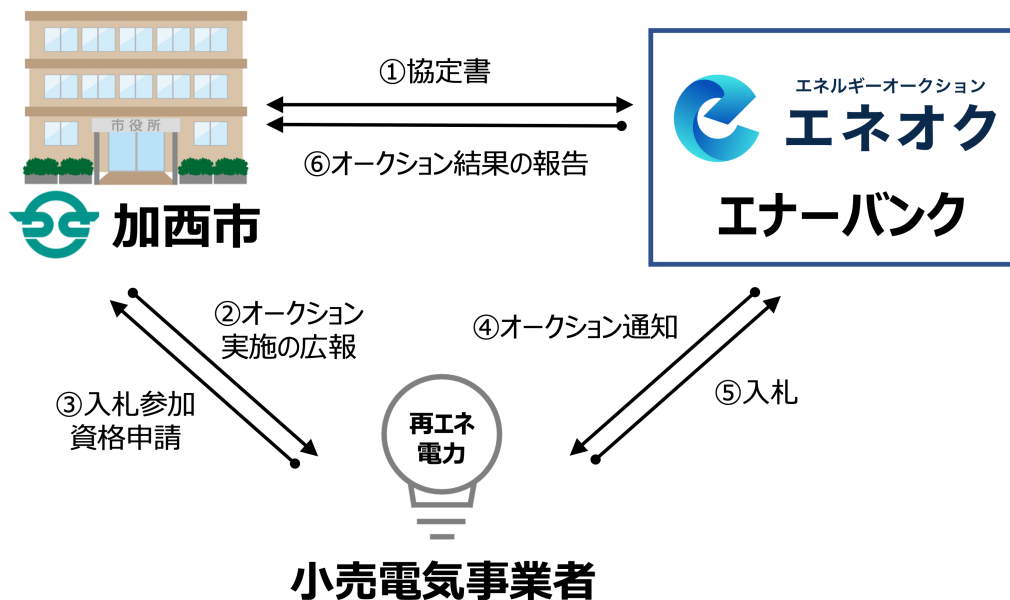 市役所
加西市
①協定書
⑥オークション結果の報告
エネルギーオークション
エネオク
エナーバンク
②オークション
実施の広報
③入札参加
資格申請
④オークション通知
⑤入札
再エネ
電力
小売電気事業者